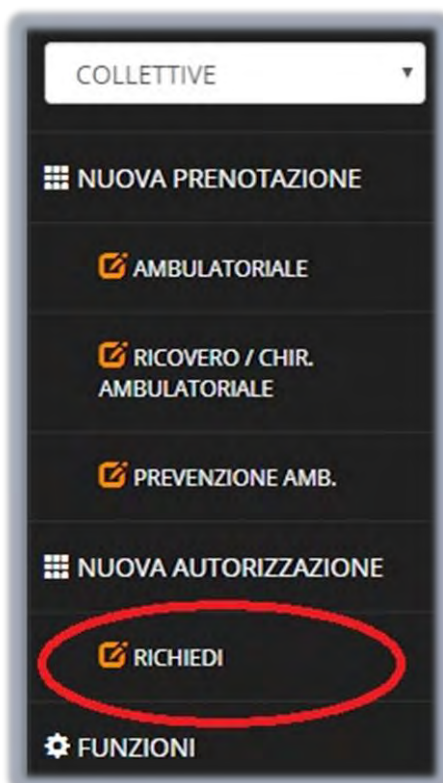 COLLETTIVE
NUOVA PRENOTAZIONE
AMBULATORIALE
RICOVERO / CHIR.
AMBULATORIALE
PREVENZIONE AMB.
NUOVA AUTORIZZAZIONE
RICHIEDI
FUNZIONI